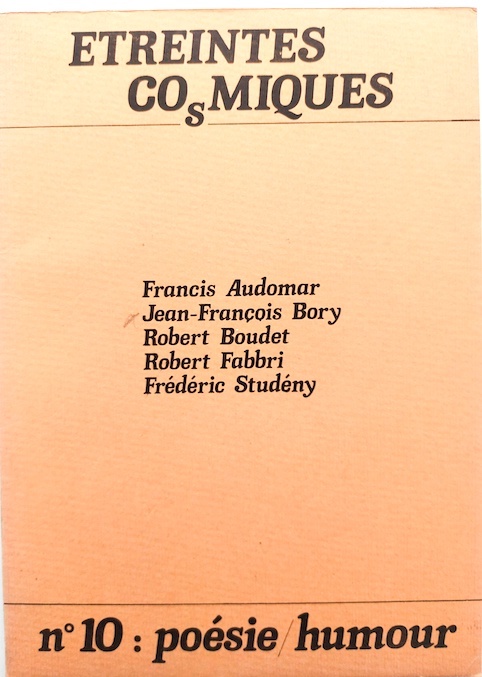 ETREINTES
COsMIQUES
Francis Audomar
Jean-François Bory
Robert Boudet
Robert Fabbri
Frédéric Studény
n° 10 : poésie/humour